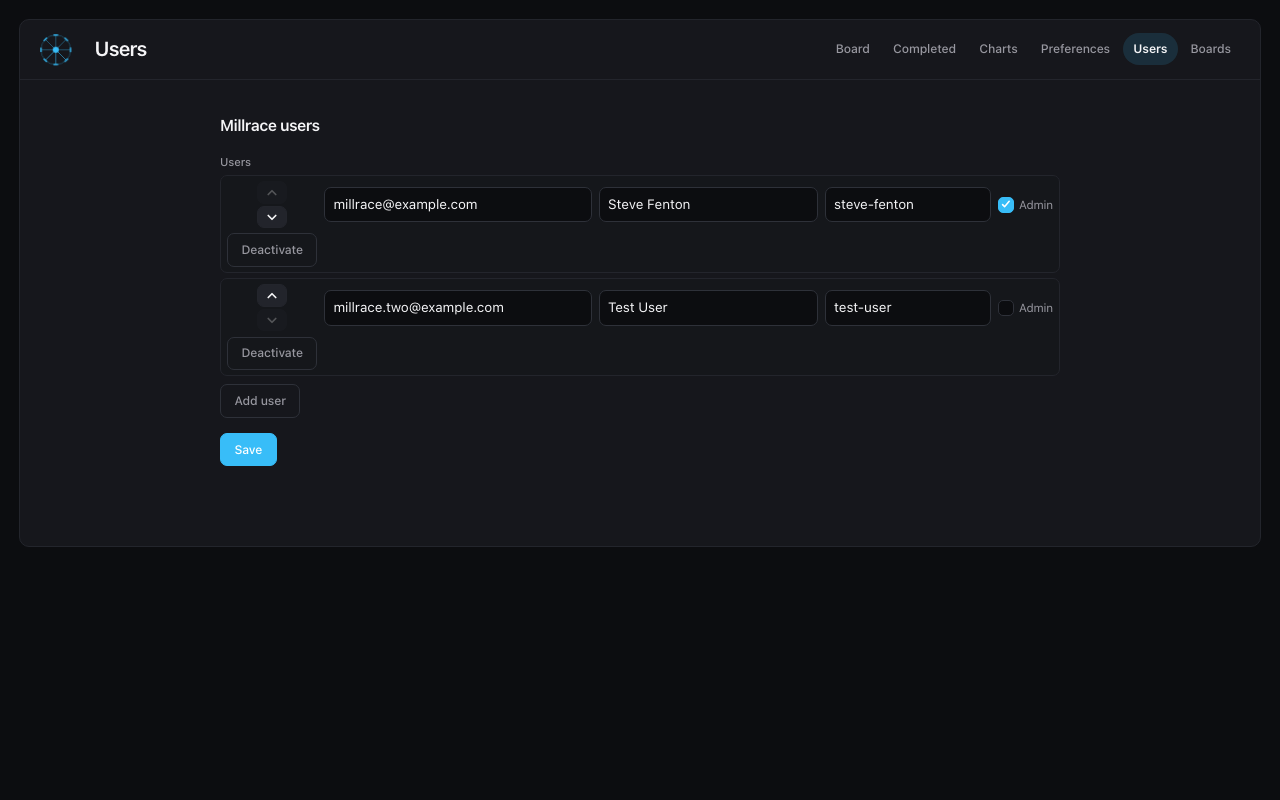 Users
Board Completed Charts Preferences Users Boards
Millrace users
Users
millrace@example.com Steve Fenton steve-fenton Admin
Deactivate
millrace.two@example.com Test User test-user Admin
Deactivate
Add user
Save